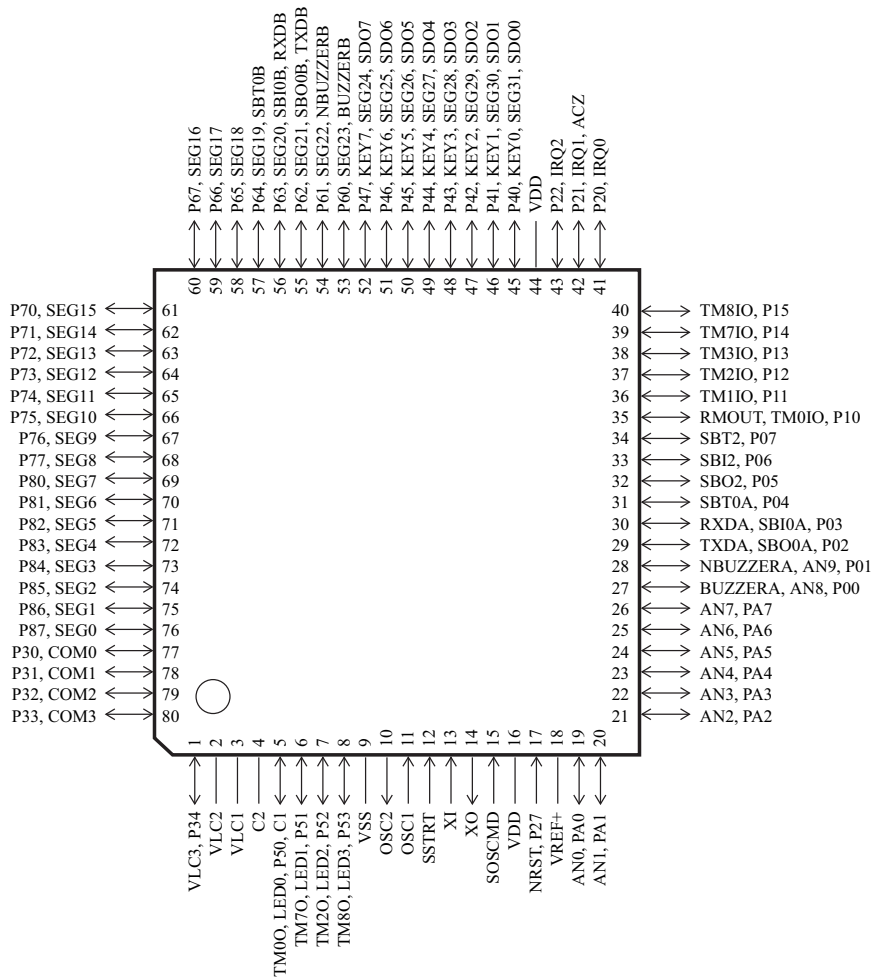 P67, SEG16
P66, SEG17
P65, SEG18
P64, SEG19, SBT0B
P63, SEG20, SBI0B, RXDB
P62, SEG21, SBO0B, TXDB
P61, SEG22, NBUZZERB
P60, SEG23, BUZZERB
P47, KEY7, SEG24, SDO7
P46, KEY6, SEG25, SDO6
P45, KEY5, SEG26, SDO5
P44, KEY4, SEG27, SDO4
P43, KEY3, SEG28, SDO3
P42, KEY2, SEG29, SDO2
P41, KEY1, SEG30, SDO1
P40, KEY0, SEG31, SDO0
VDD
P22, IRQ2
P21, IRQ1, ACZ
P20, IRQ0
60 59 58 57 56 55 54 53 52 51 50 49 48 47 46 45 44 43 42 41
P70, SEG15 61 40 TM8IO, P15
P71, SEG14 62 39 TM7IO, P14
P72, SEG13 63 38 TM3IO, P13
P73, SEG12 64 37 TM2IO, P12
P74, SEG11 65 36 TM1IO, P11
P75, SEG10 66 35 RMOUT, TM0IO, P10
P76, SEG9 67 34 SBT2, P07
P77, SEG8 68 33 SBI2, P06
P80, SEG7 69 32 SBO2, P05
P81, SEG6 70 31 SBT0A, P04
P82, SEG5 71 30 RXDA, SBI0A, P03
P83, SEG4 72 29 TXDA, SBO0A, P02
P84, SEG3 73 28 NBUZZERA, AN9, P01
P85, SEG2 74 27 BUZZERA, AN8, P00
P86, SEG1 75 26 AN7, PA7
P87, SEG0 76 25 AN6, PA6
P30, COM0 77 24 AN5, PA5
P31, COM1 78 23 AN4, PA4
P32, COM2 79 22 AN3, PA3
P33, COM3 80 21 AN2, PA2
1 2 3 4 5 6 7 8 9 10 11 12 13 14 15 16 17 18 19 20
VLC3, P34
VLC2
VLC1
C2
TM0O, LED0, P50, C1
TM7O, LED1, P51
TM2O, LED2, P52
TM8O, LED3, P53
VSS
OSC2
OSC1
SSTRT
XI
XO
SOSCMD
VDD
NRST, P27
VREF+
AN0, PA0
AN1, PA1